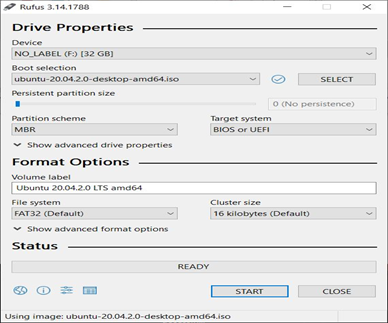 Rufus 3.14.1788
Drive Properties
Device
NO_LABEL (F:) [32 GB]
Boot selection
ubuntu-20.04.2.0-desktop-amd64.iso
SELECT
Persistent partition size
0 (No persistence)
Partition scheme
Target system
MBR
BIOS or UEFI
Show advanced drive properties
Format Options
Volume label
Ubuntu 20.04.2.0 LTS amd64
File system
Cluster size
FAT32 (Default)
16 kilobytes (Default)
Show advanced format options
Status
READY
START
CLOSE
Using image: ubuntu-20.04.2.0-desktop-amd64.iso